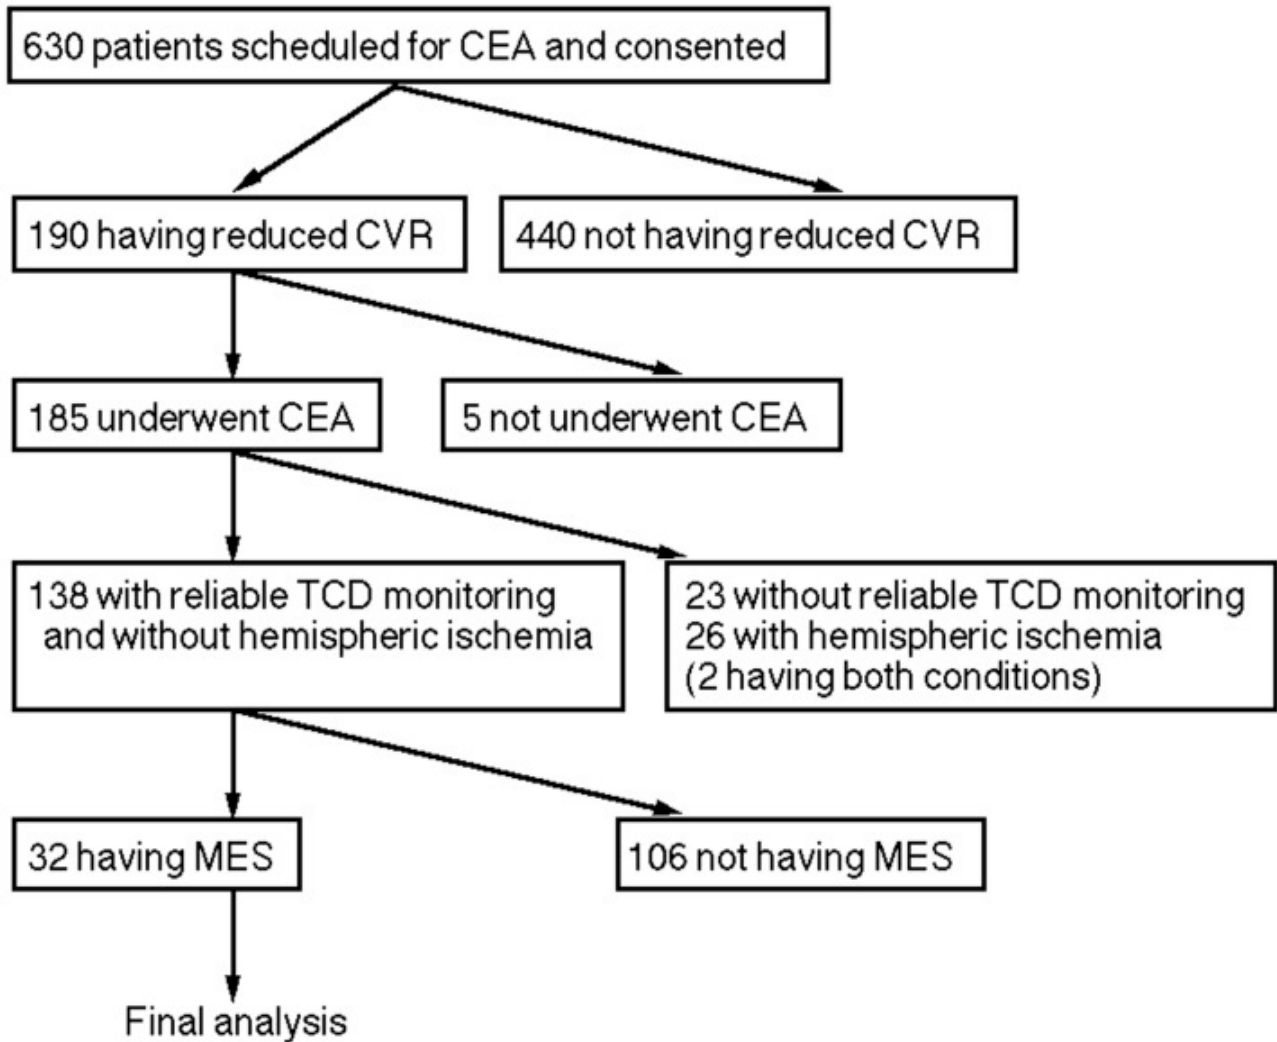 630 patients scheduled for CEA and consented
190 having reduced CVR
440 not having reduced CVR
185 underwent CEA
5 not underwent CEA
138 with reliable TCD monitoring
and without hemispheric ischemia
23 without reliable TCD monitoring
26 with hemispheric ischemia
(2 having both conditions)
32 having MES
106 not having MES
Final analysis